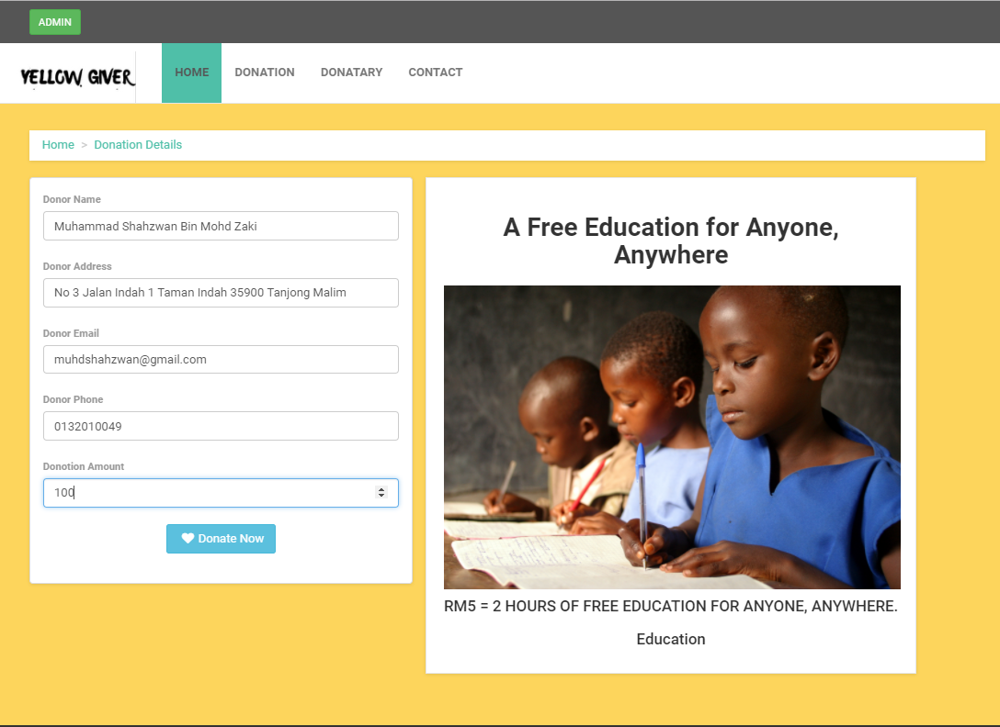 ADMIN
YELLOW GIVER
HOME DONATION DONATARY CONTACT
Home > Donation Details
Donor Name
Muhammad Shahzwan Bin Mohd Zaki
Donor Address
No 3 Jalan Indah 1 Taman Indah 35900 Tanjong Malim
Donor Email
muhdshahzwan@gmail.com
Donor Phone
0132010049
Donotion Amount
100
Donate Now
A Free Education for Anyone,
Anywhere
RM5 = 2 HOURS OF FREE EDUCATION FOR ANYONE, ANYWHERE.
Education